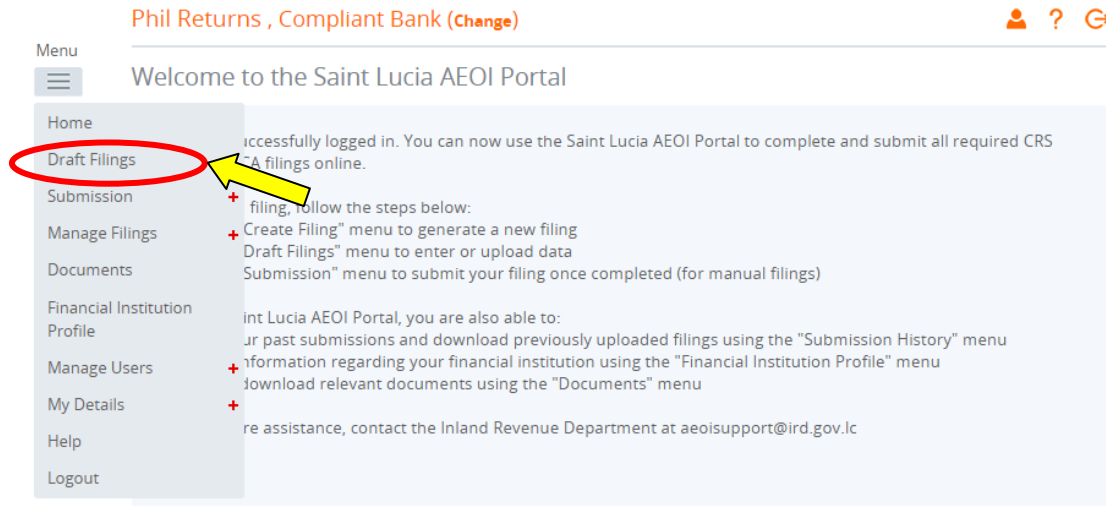 Phil Returns , Compliant Bank (Change)
?
Menu
Welcome to the Saint Lucia AEOI Portal
Home
Draft Filings
Submission +
Manage Filings +
Documents
Financial Institution
Profile
Manage Users +
My Details +
Help
Logout
uccessfully logged in. You can now use the Saint Lucia AEOI Portal to complete and submit all required CRS
filings online.
filing, follow the steps below:
Create Filing" menu to generate a new filing
Draft Filings" menu to enter or upload data
Submission" menu to submit your filing once completed (for manual filings)
int Lucia AEOI Portal, you are also able to:
ur past submissions and download previously uploaded filings using the "Submission History" menu
nformation regarding your financial institution using the "Financial Institution Profile" menu
download relevant documents using the "Documents" menu
re assistance, contact the Inland Revenue Department at aeoisupport@ird.gov.lc